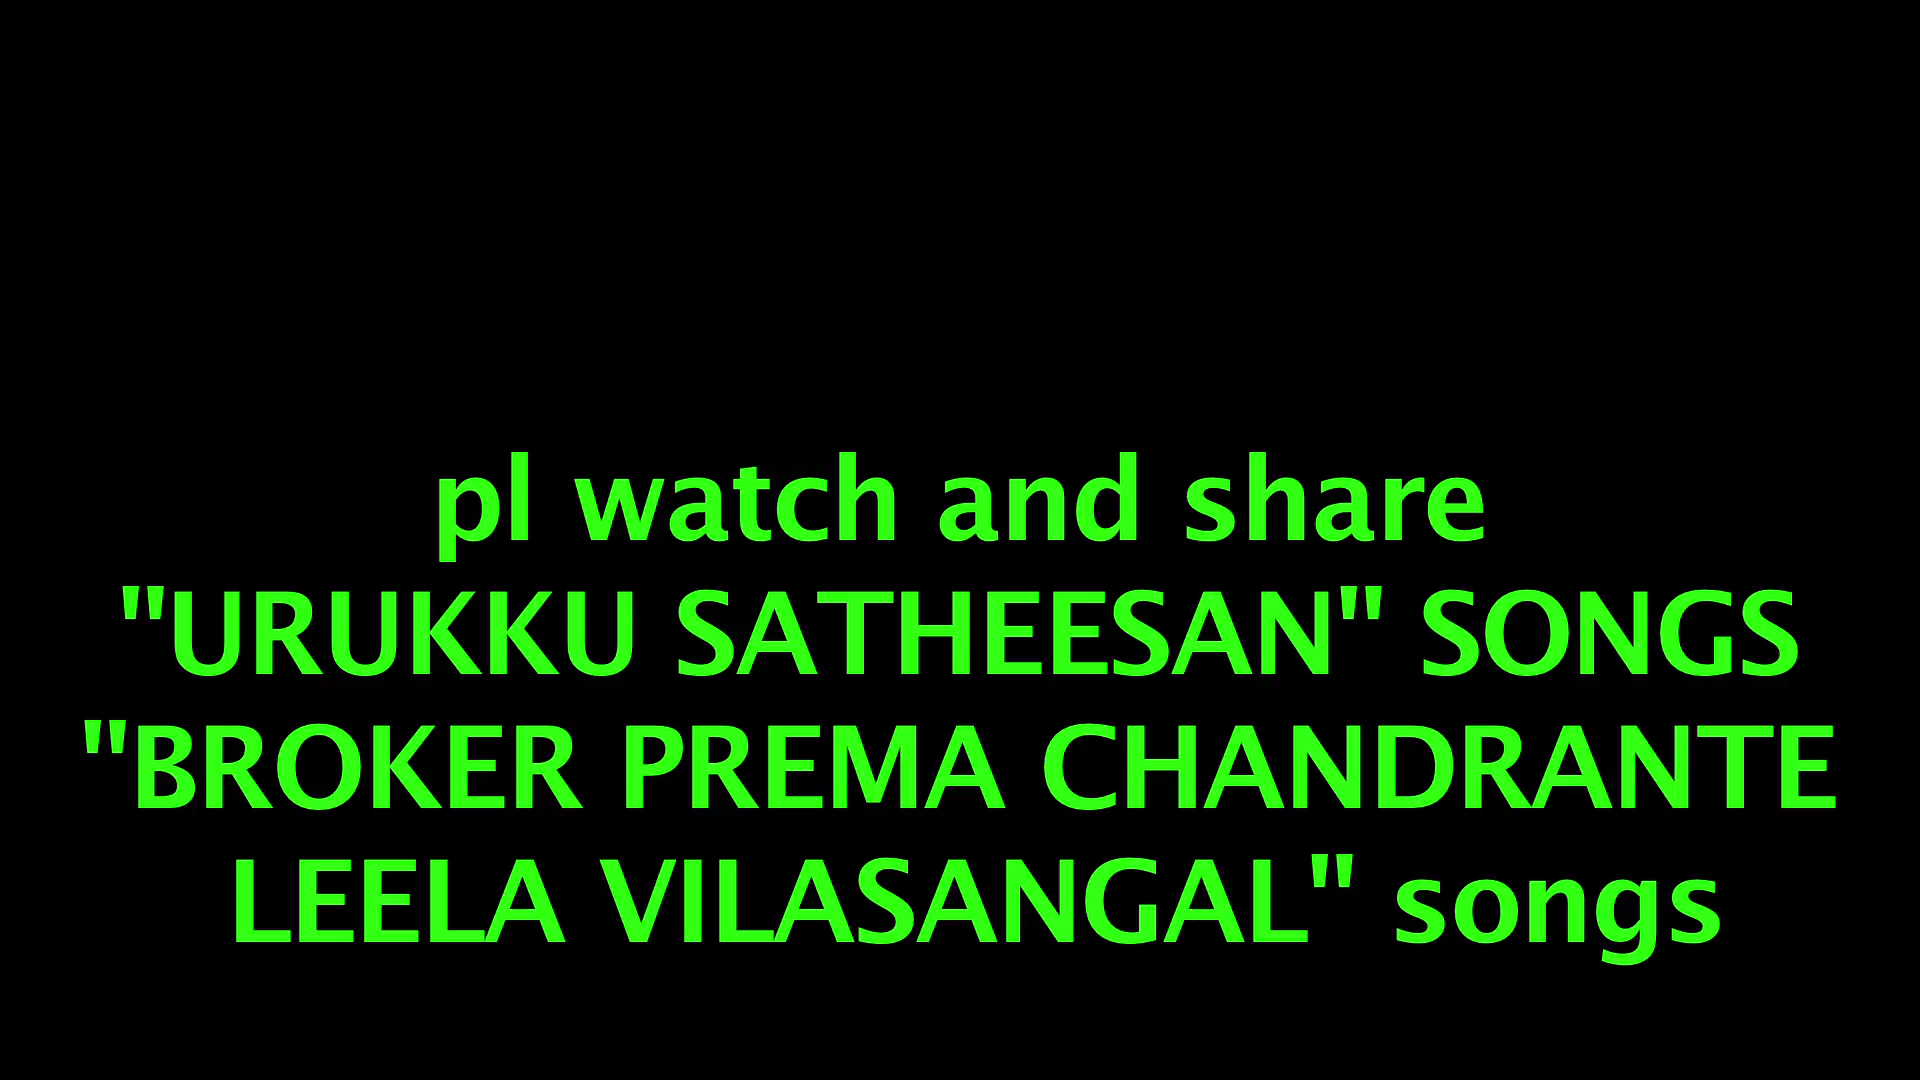 pl watch and share
"URUKKU SATHEESAN" SONGS
"BROKER PREMA CHANDRANTE
LEELA VILASANGAL" songs